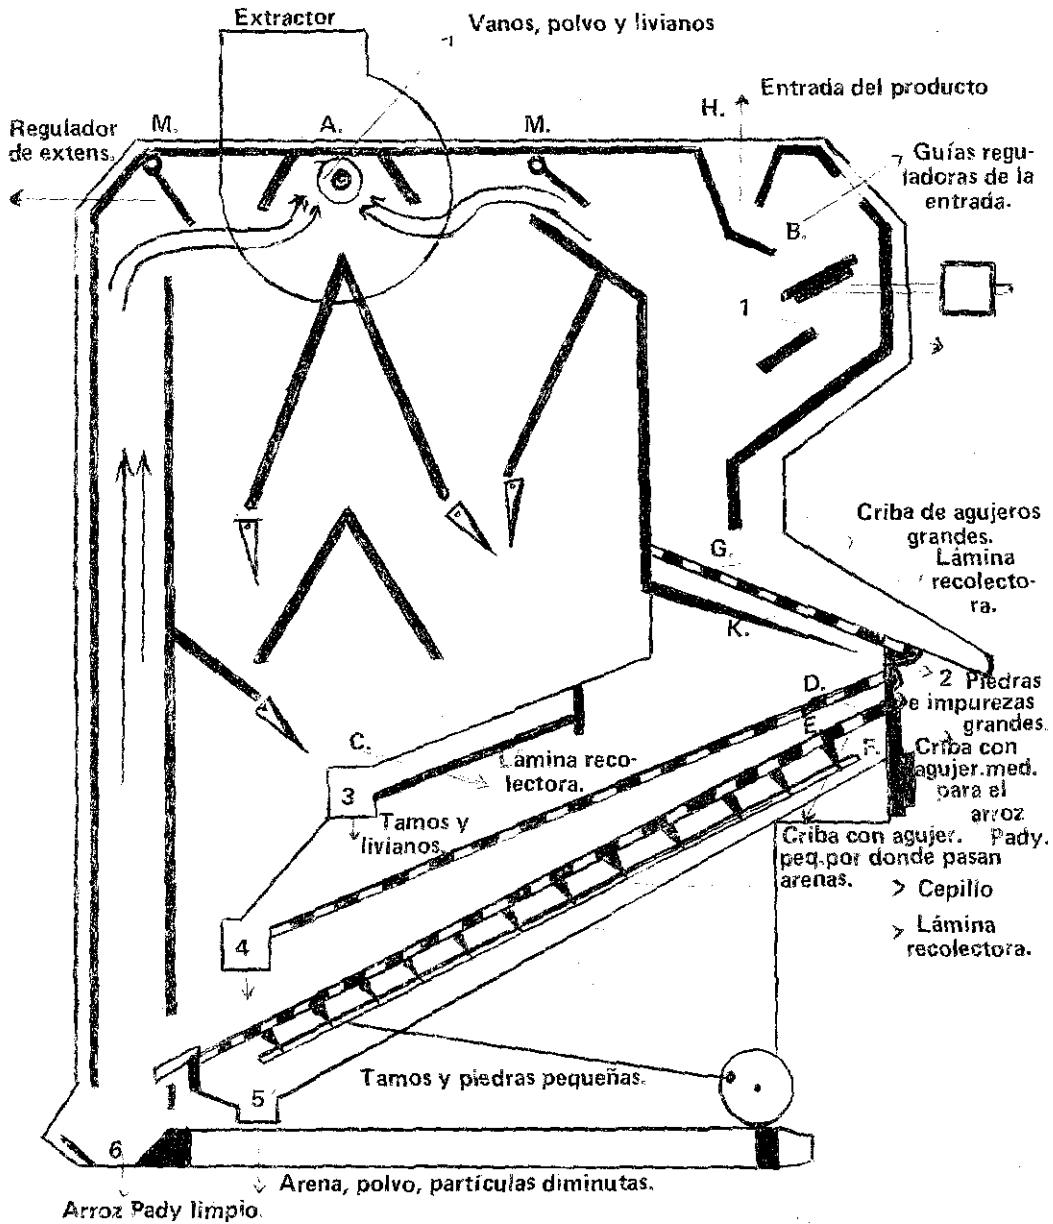 Extractor
Vanos, polvo y livianos
Entrada del producto
H.
Regulador
de extens.
M.
A.
M.
Guías regu-
ladoras de la
entrada.
B.
1
Criba de agujeros
grandes.
G.
Lámina
recolecto-
ra.
K.
2
D.
Piedras
e impurezas
grandes.
E.
F.
C.
Lámina reco-
lectora.
Criba con
agujer.med.
para el
arroz
Pady.
3
Tamos y
livianos.
Criba con agujer.
peq.por donde pasan
arenas.
Cepillo
Lámina
recolectora.
4
Tamos y piedras pequeñas.
5
6
Arena, polvo, partículas diminutas.
Arroz Pady limpio.